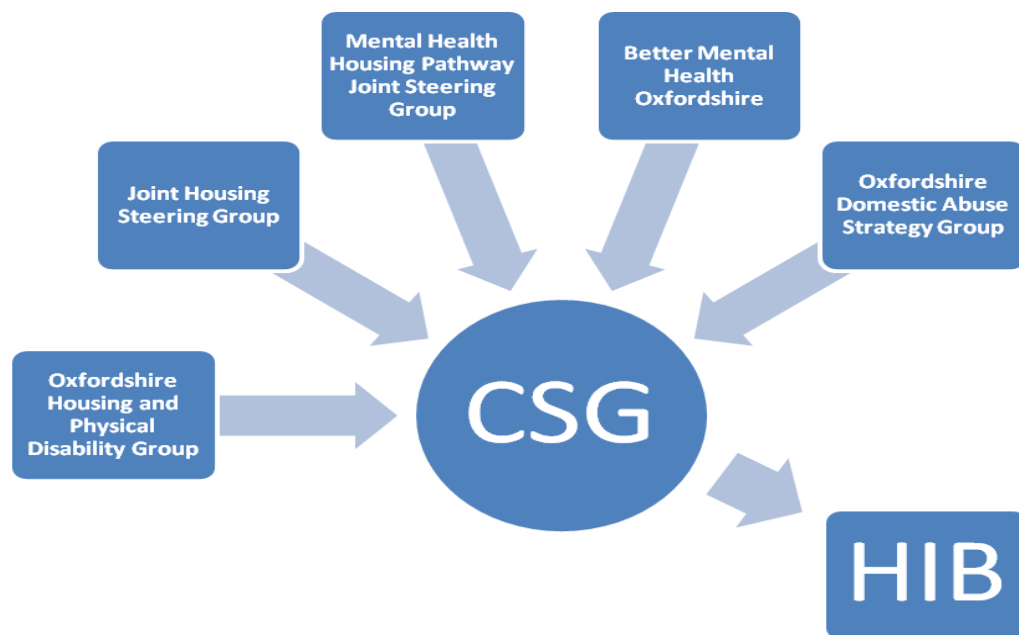 Mental Health
Housing Pathway
Joint Steering
Group
Better Mental
Health
Oxfordshire
Joint Housing
Steering Group
Oxfordshire
Domestic Abuse
Strategy Group
Oxfordshire
Housing and
Physical
Disability Group
CSG
HIB